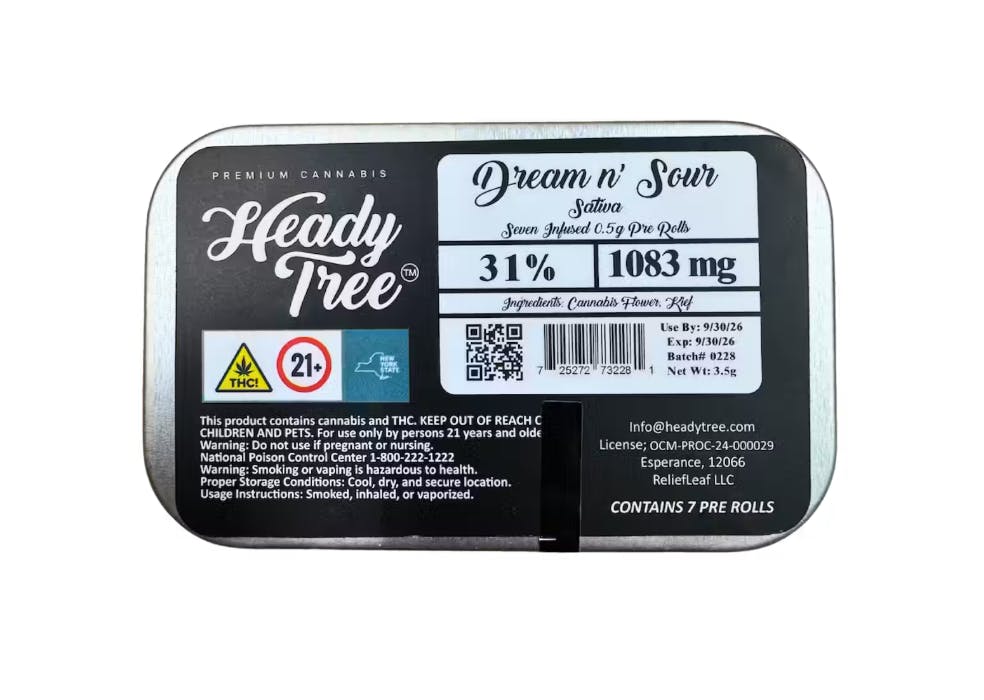 PREMIUM CANNABIS
Heady
Tree™
THC!
21+
NEW
YORK
STATE
This product contains cannabis and THC. KEEP OUT OF REACH
CHILDREN AND PETS. For use only by persons 21 years and
Warning: Do not use if pregnant or nursing.
National Poison Control Center 1-800-222-1222
Warning: Smoking or vaping is hazardous to health.
Proper Storage Conditions: Cool, dry, and secure location.
Usage Instructions: Smoked, inhaled, or vaporized.
Dream n' Sour
Sativa
Seven Infused 0.5g Pre Rolls
31%
1083 mg
Ingredients: Cannabis Flower, Kief
7 25272 73228 1
Use By: 9/30/26
Exp: 9/30/26
Batch# 0228
Net Wt: 3.5g
Info@headytree.com
License; OCM-PROC-24-000029
Esperance, 12066
ReliefLeaf LLC
CONTAINS 7 PRE ROLLS